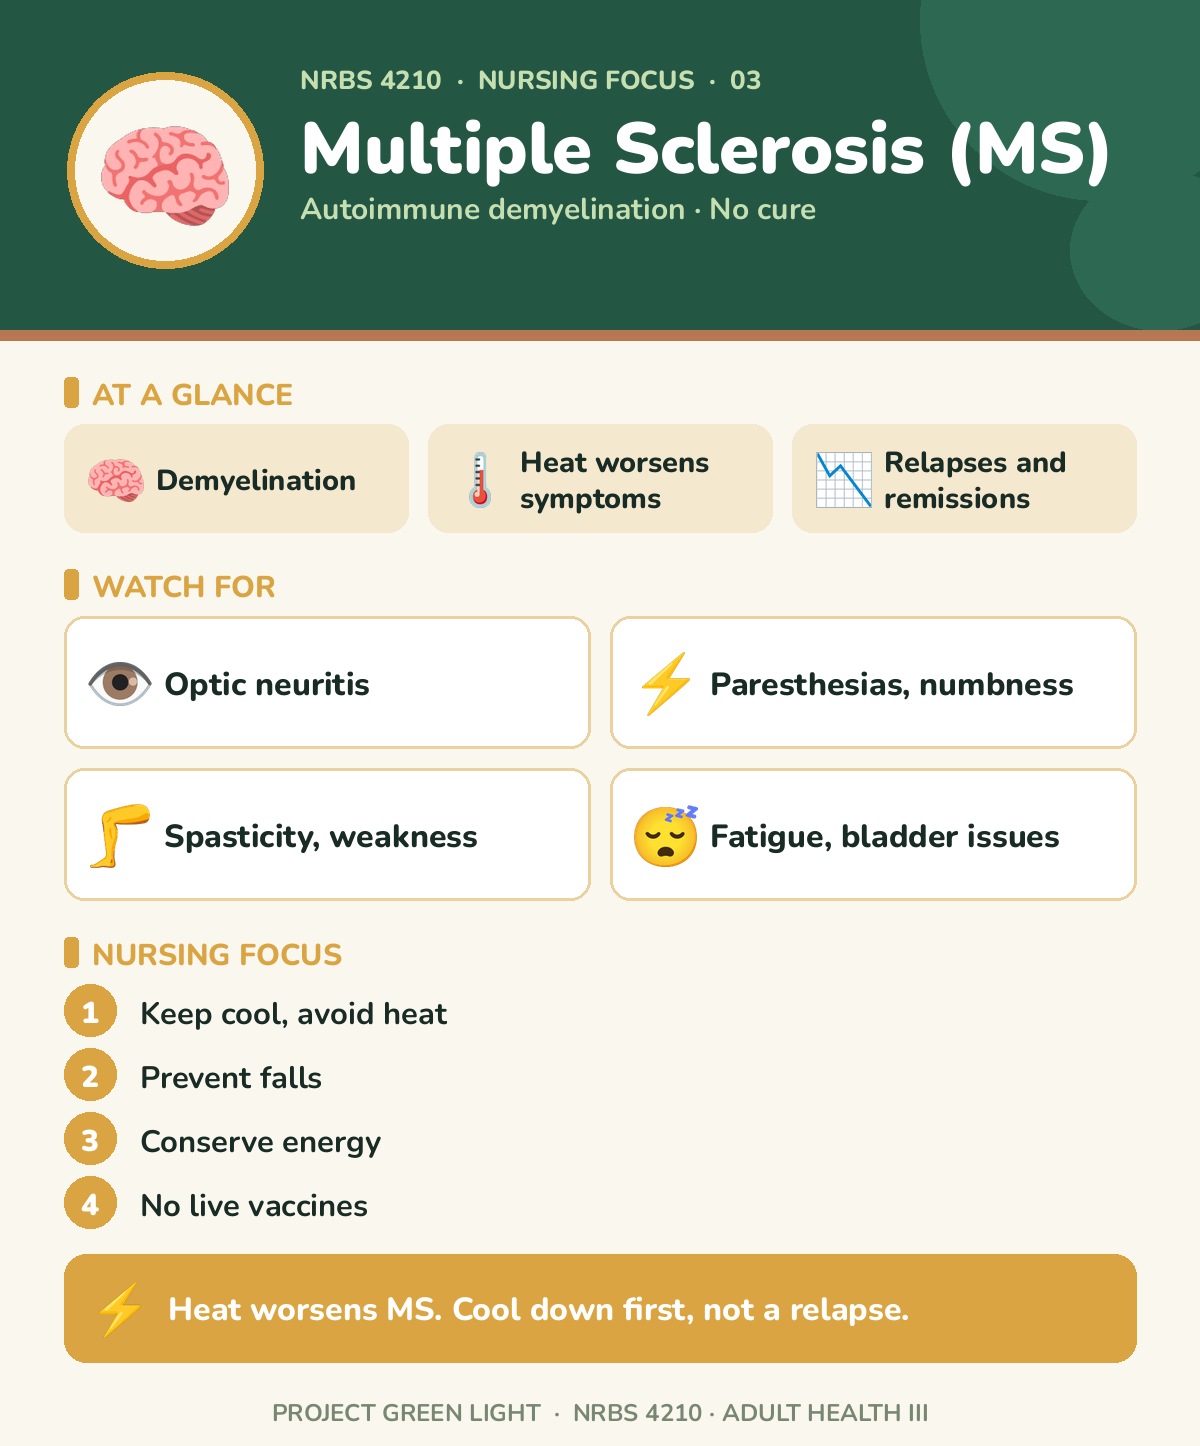 NRBS 4210 · NURSING FOCUS · 03
Multiple Sclerosis (MS)
Autoimmune demyelination · No cure
AT A GLANCE
Demyelination
Heat worsens
symptoms
Relapses and
remissions
WATCH FOR
Optic neuritis
Paresthesias, numbness
Spasticity, weakness
Fatigue, bladder issues
NURSING FOCUS
1 Keep cool, avoid heat
2 Prevent falls
3 Conserve energy
4 No live vaccines
Heat worsens MS. Cool down first, not a relapse.
PROJECT GREEN LIGHT · NRBS 4210 · ADULT HEALTH III